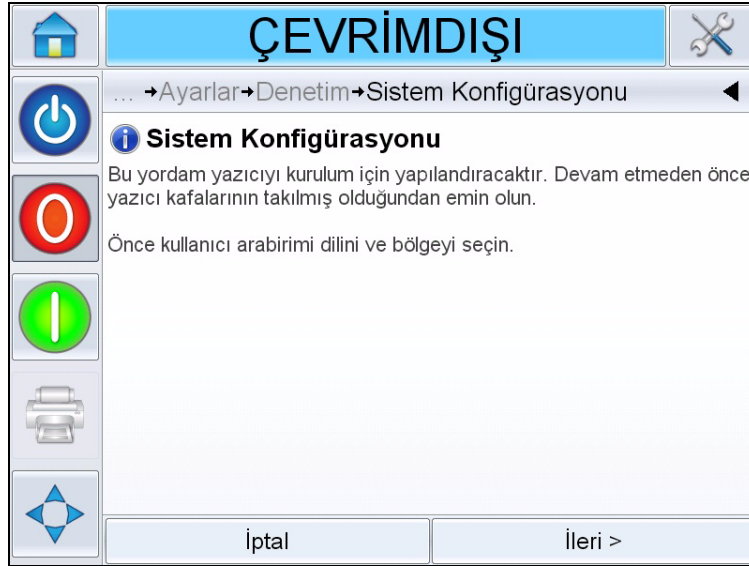 ÇEVRİMDIŞI
... →Ayarlar→Denetim→Sistem Konfigürasyonu
Sistem Konfigürasyonu
Bu yordam yazıcıyı kurulum için yapılandıracaktır. Devam etmeden önce
yazıcı kafalarının takılmış olduğundan emin olun.
Önce kullanıcı arabirimi dilini ve bölgeyi seçin.
İptal
İleri >